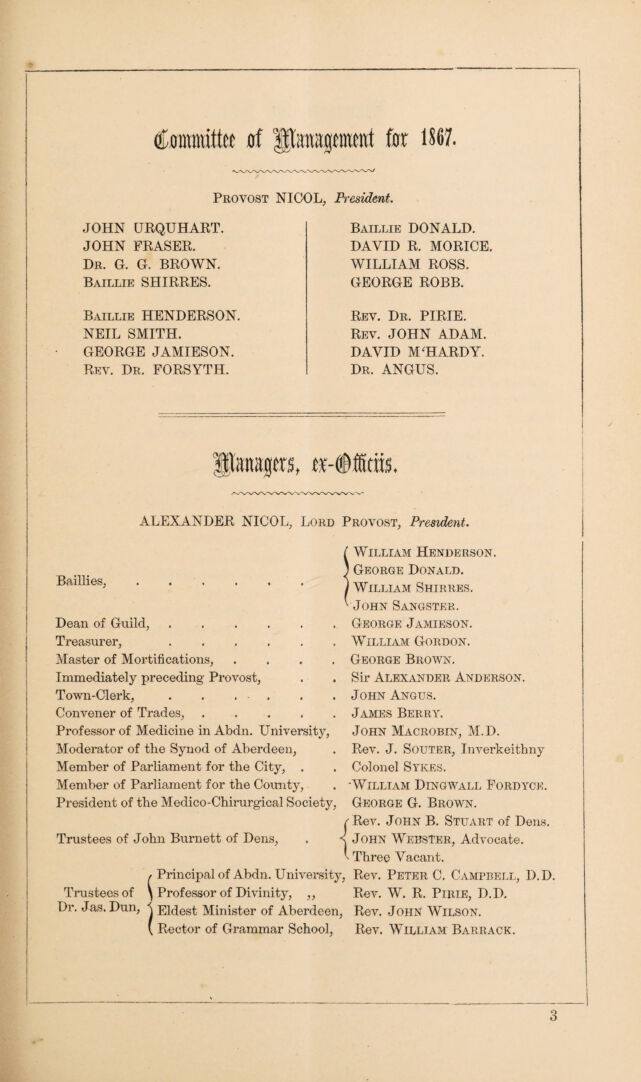 Committee of Management for 1867.
PROVOST NICOL, President.
JOHN URQUHART.
JOHN FRASER.
DR. G. G. BROWN.
BAILLIE SHIRRES.
BAILLIE HENDERSON.
NEIL SMITH.
GEORGE JAMIESON.
REV. DR. FORSYTH.
BAILLIE DONALD.
DAVID R. MORICE.
WILLIAM ROSS.
GEORGE ROBB.
REV. DR. PIRIE.
REV. JOHN ADAM.
DAVID M‘HARDY.
DR. ANGUS.
Managers, ex-Officiis.
ALEXANDER NICOL, LORD PROVOST, President.
Baillies, . . . . . . WILLIAM HENDERSON.
GEORGE DONALD.
WILLIAM SHIRRES.
JOHN SANGSTER.
Dean of Guild, . . . . . . GEORGE JAMIESON.
Treasurer, . . . . . . WILLIAM GORDON.
Master of Mortifications, . . . . GEORGE BROWN.
Immediately preceding Provost, . . Sir ALEXANDER ANDERSON.
Town-Clerk, . . . . . . JOHN ANGUS.
Convener of Trades, . . . . . JAMES BERRY.
Professor of Medicine in Abdn. University, JOHN MACROBIN, M.D.
Moderator of the Synod of Aberdeen, . Rev. J. SOUTER, Inverkeithny
Member of Parliament for the City, . . Colonel SYKES.
Member of Parliament for the County, . WILLIAM DINGWALL FORDYCE.
President of the Medico-Chirurgical Society, GEORGE G. BROWN.
Trustees of John Burnett of Dens, . Rev. JOHN B. STUART of Dens.
JOHN WEBSTER, Advocate.
Three Vacant.
Trustees of Dr. Jas. Dun, Principal of Abdn. University, Rev. PETER C. CAMPBELL, D.D.
Professor of Divinity, ,, Rev. W. R. PIRIE, D.D.
Eldest Minister of Aberdeen, Rev. JOHN WILSON.
Rector of Grammar School, Rev. WILLIAM BARRACK.
3